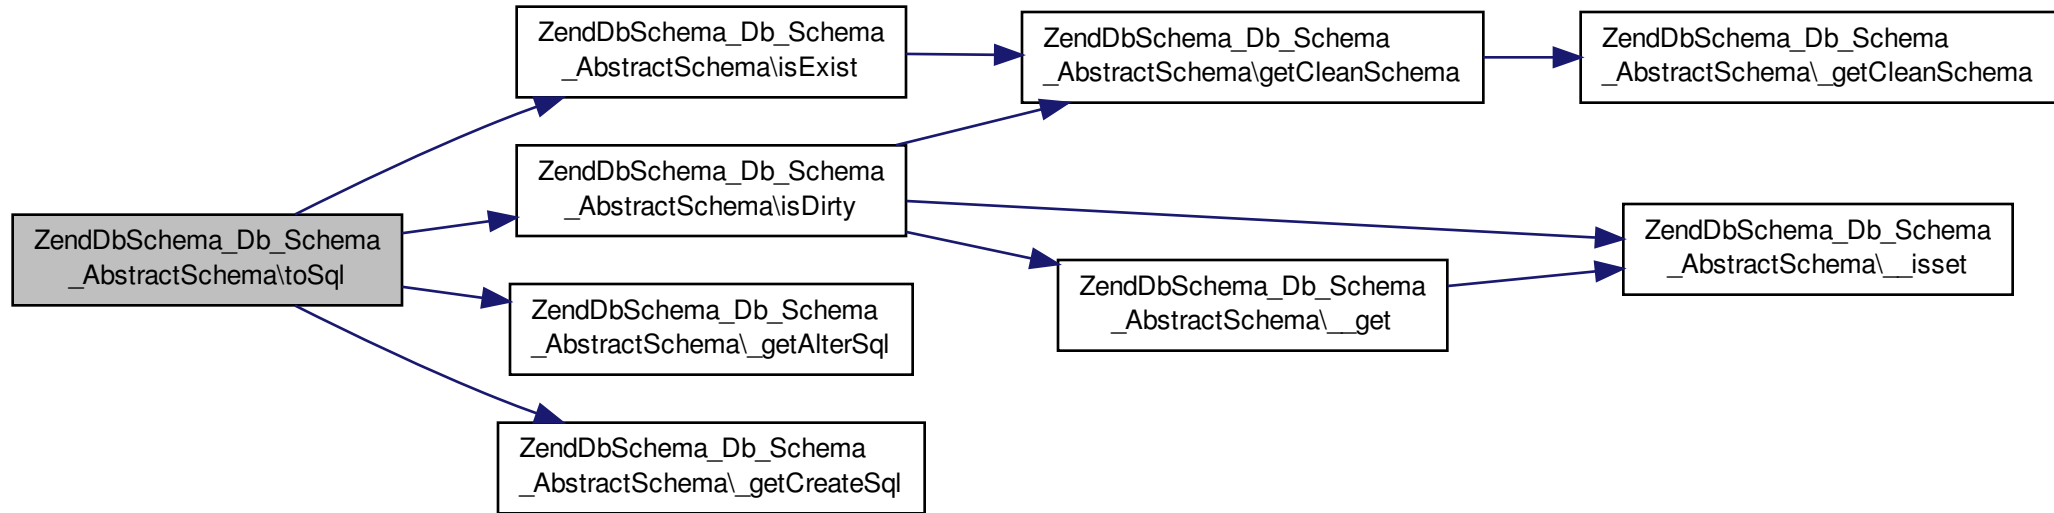 ZendDbSchema_Db_Schema
_AbstractSchema\toSql
ZendDbSchema_Db_Schema
_AbstractSchema\isExist
ZendDbSchema_Db_Schema
_AbstractSchema\isDirty
ZendDbSchema_Db_Schema
_AbstractSchema\_getAlterSql
ZendDbSchema_Db_Schema
_AbstractSchema\_getCreateSql
ZendDbSchema_Db_Schema
_AbstractSchema\getCleanSchema
ZendDbSchema_Db_Schema
_AbstractSchema\__get
ZendDbSchema_Db_Schema
_AbstractSchema\_getCleanSchema
ZendDbSchema_Db_Schema
_AbstractSchema\__isset